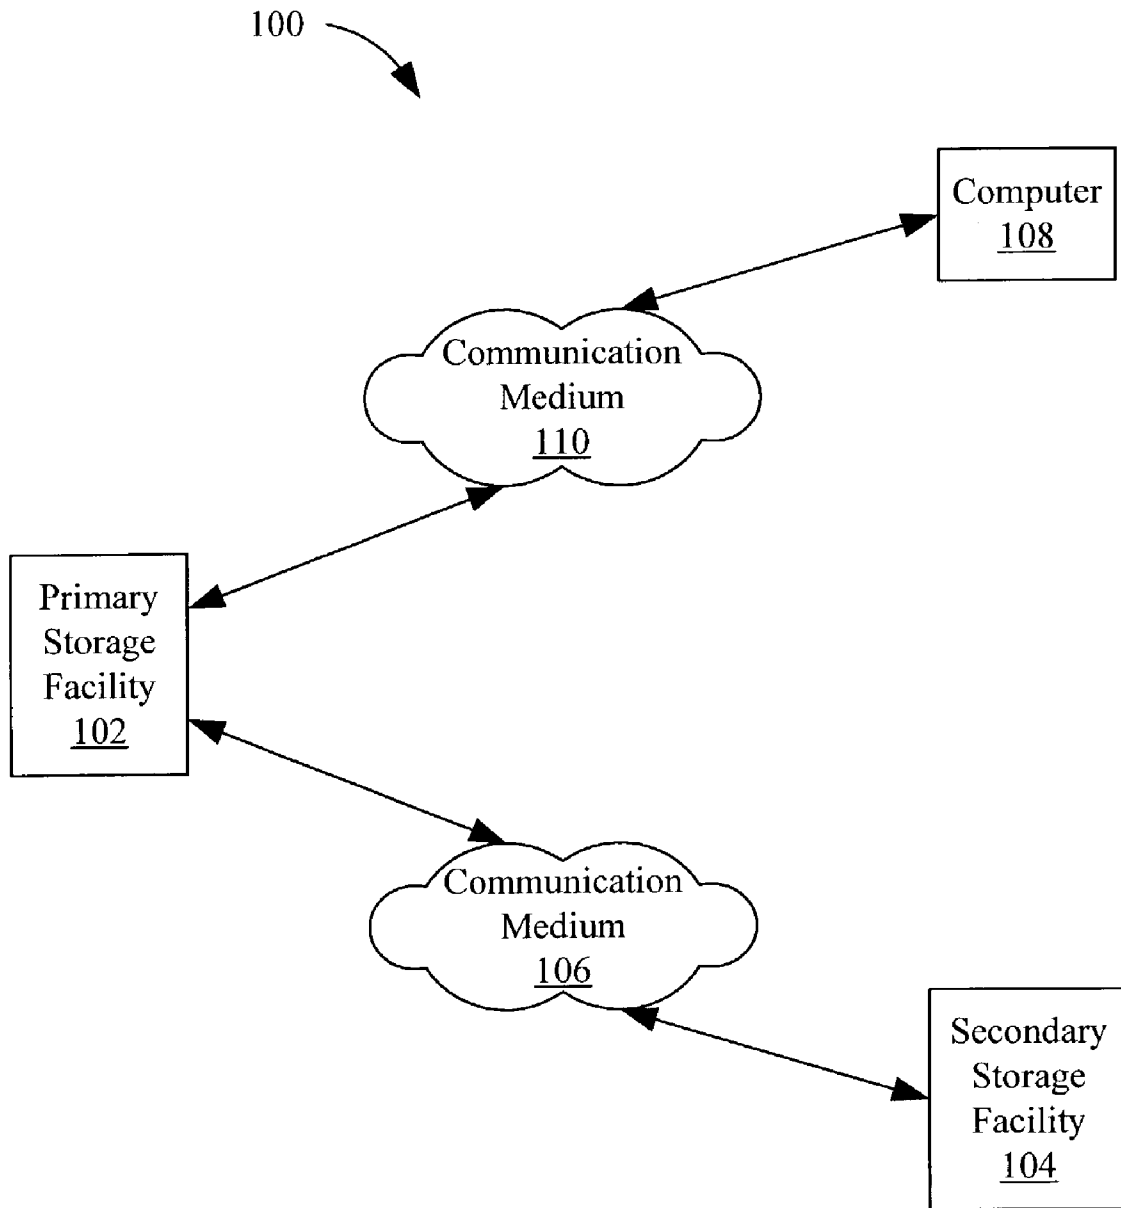 100
Computer
108
Communication
Medium
110
Primary
Storage
Facility
102
Communication
Medium
106
Secondary
Storage
Facility
104